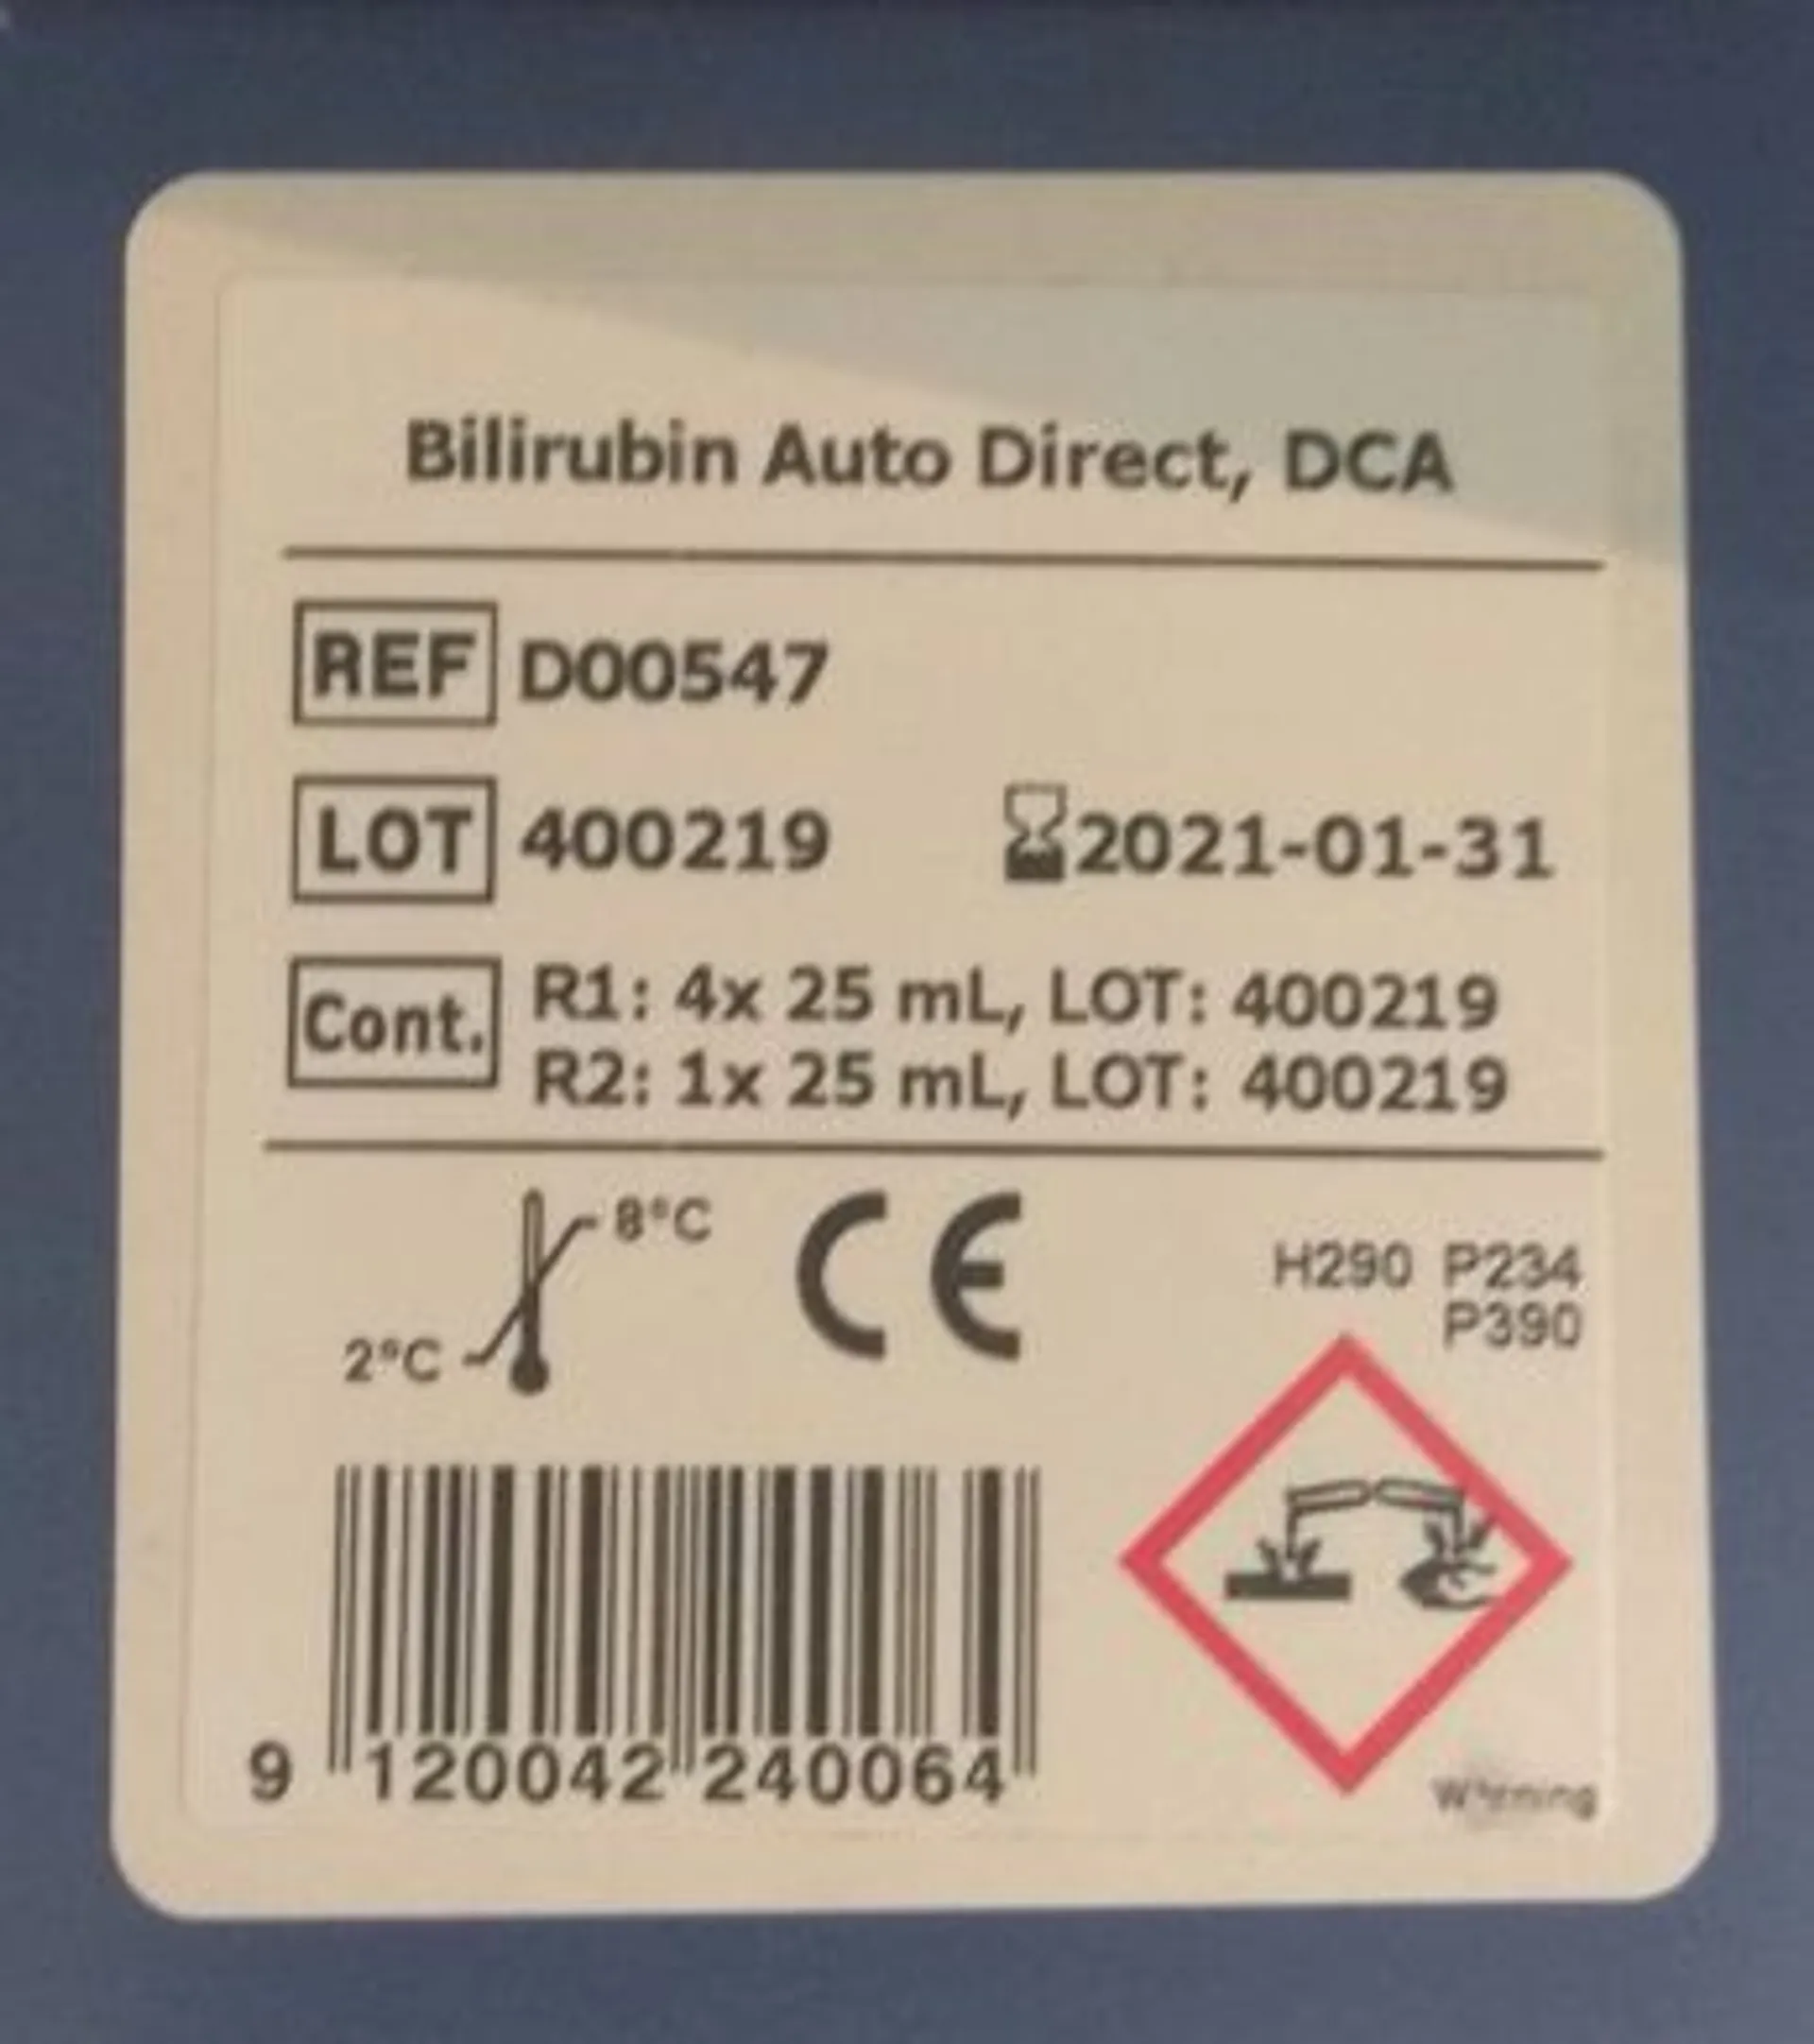 Bilirubin Auto Direct, DCA
REF D00547
LOT 400219 2021-01-31
Cont. R1: 4x 25 mL, LOT: 400219
R2: 1x 25 mL, LOT: 400219
8°C
2°C
CE
H290 P234
P390
9 120042 240064
Warning